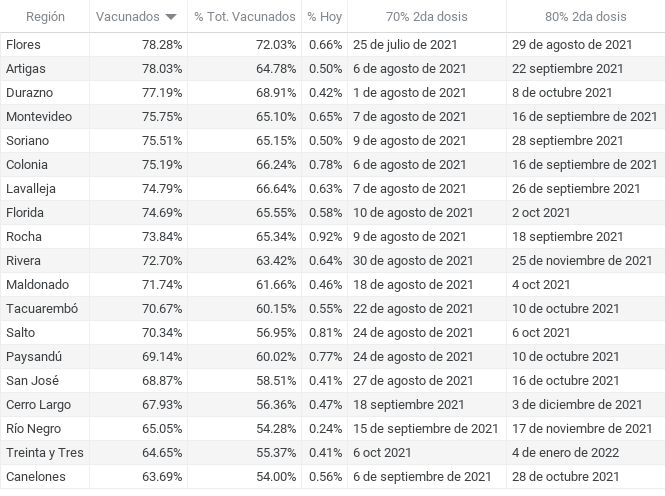 Región Vacunados % Tot. Vacunados % Hoy 70% 2da dosis 80% 2da dosis
Flores 78.28% 72.03% 0.66% 25 de julio de 2021 29 de agosto de 2021
Artigas 78.03% 64.78% 0.50% 6 de agosto de 2021 22 septiembre 2021
Durazno 77.19% 68.91% 0.42% 1 de agosto de 2021 8 de octubre 2021
Montevideo 75.75% 65.10% 0.65% 7 de agosto de 2021 16 de septiembre de 2021
Soriano 75.51% 65.15% 0.50% 9 de agosto de 2021 28 septiembre 2021
Colonia 75.19% 66.24% 0.78% 6 de agosto de 2021 16 de septiembre de 2021
Lavalleja 74.79% 66.64% 0.63% 7 de agosto de 2021 26 de septiembre 2021
Florida 74.69% 65.55% 0.58% 10 de agosto de 2021 2 oct 2021
Rocha 73.84% 65.34% 0.92% 9 de agosto de 2021 18 septiembre 2021
Rivera 72.70% 63.42% 0.64% 30 de agosto de 2021 25 de noviembre de 2021
Maldonado 71.74% 61.66% 0.46% 18 de agosto de 2021 4 oct 2021
Tacuarembó 70.67% 60.15% 0.55% 22 de agosto de 2021 10 de octubre 2021
Salto 70.34% 56.95% 0.81% 24 de agosto de 2021 6 oct 2021
Paysandú 69.14% 60.02% 0.77% 24 de agosto de 2021 10 de octubre 2021
San José 68.87% 58.51% 0.41% 27 de agosto de 2021 16 de octubre 2021
Cerro Largo 67.93% 56.36% 0.47% 18 septiembre 2021 3 de diciembre de 2021
Río Negro 65.05% 54.28% 0.24% 15 de septiembre de 2021 17 de noviembre de 2021
Treinta y Tres 64.65% 55.37% 0.41% 6 oct 2021 4 de enero de 2022
Canelones 63.69% 54.00% 0.56% 6 de septiembre de 2021 28 de octubre 2021